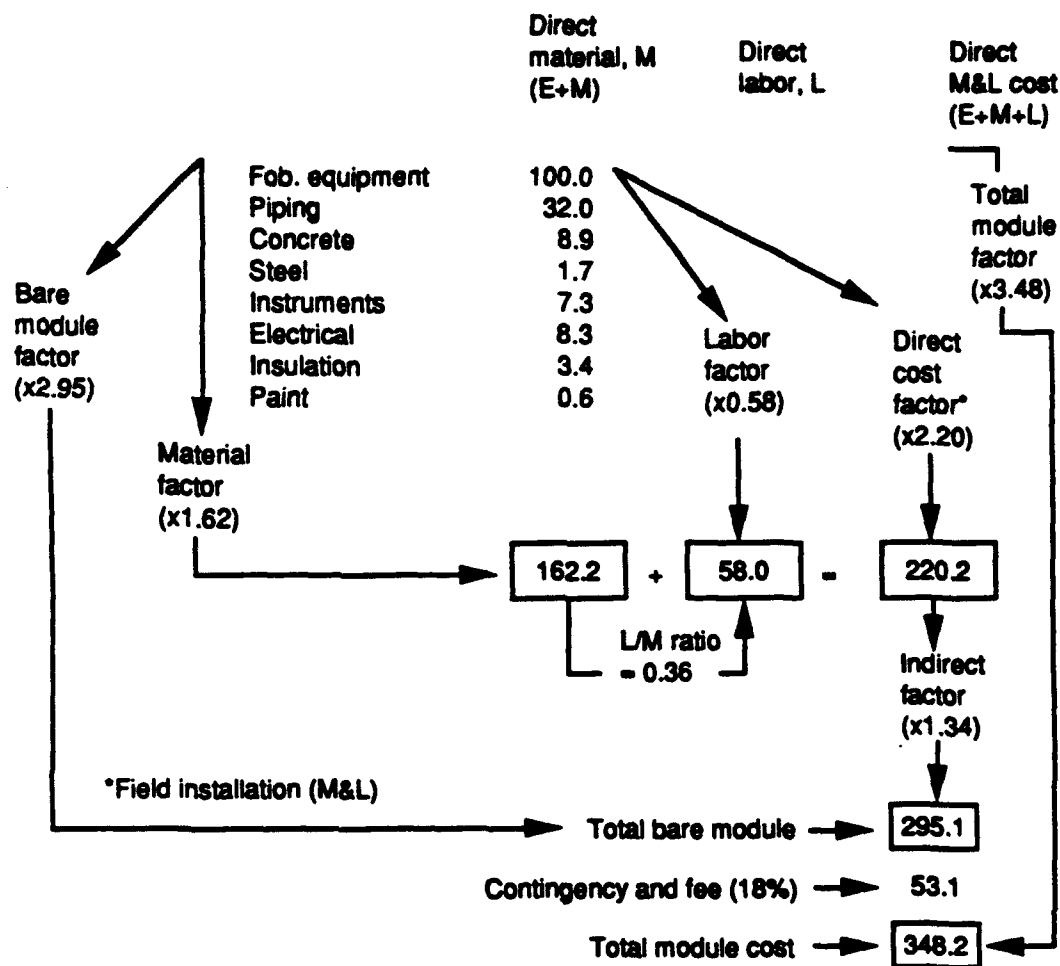 Direct
material, M
(E+M)
Direct
labor, L
Direct
M&L cost
(E+M+L)
Fob. equipment 100.0
Piping 32.0
Concrete 8.9
Steel 1.7
Instruments 7.3
Electrical 8.3
Insulation 3.4
Paint 0.6
Total
module
factor
(x3.48)
Bare
module
factor
(x2.95)
Labor
factor
(x0.58)
Direct
cost
factor*
(x2.20)
Material
factor
(x1.62)
162.2 + 58.0 = 220.2
L/M ratio
= 0.36
Indirect
factor
(x1.34)
*Field installation (M&L)
Total bare module 295.1
Contingency and fee (18%) 53.1
Total module cost 348.2